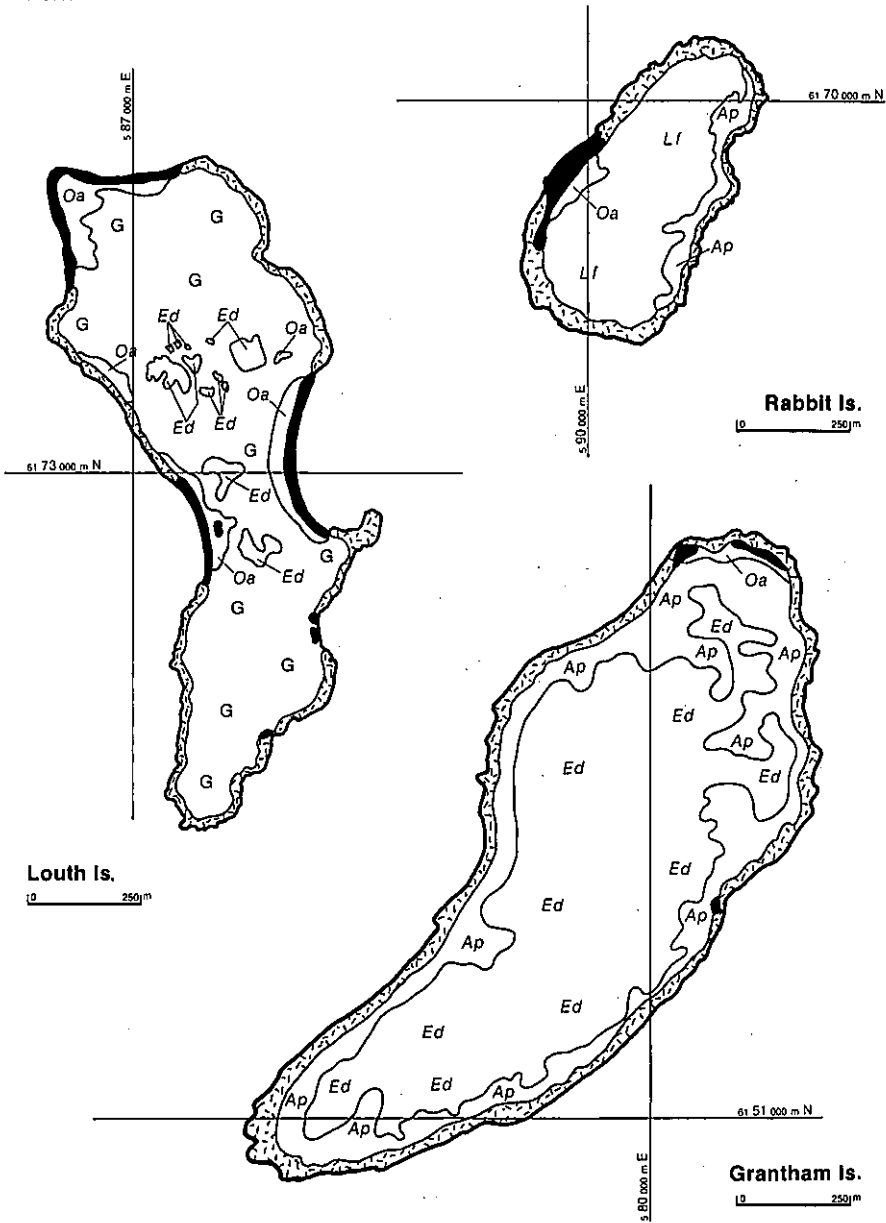 5 87 000 m E
Oa
G
G
G
G
Ed
Ed
Oa
Oa
Oa
Ed
Ed
G
61 73 000 m N
Ed
G
Oa
Ed
G
G
G
G
Louth Is.
0 250 m
61 70 000 m N
Ap
Lf
Oa
Ap
Lf
5 90 000 m E
Rabbit Is.
0 250 m
Oa
Ap
Ed
Ap
Ap
Ap
Ed
Ap
Ed
Ed
Ed
Ed
Ap
Ap
Ed
Ed
Ed
Ed
Ap
Ap
Ap
61 51 000 m N
5 80 000 m E
Grantham Is.
0 250 m